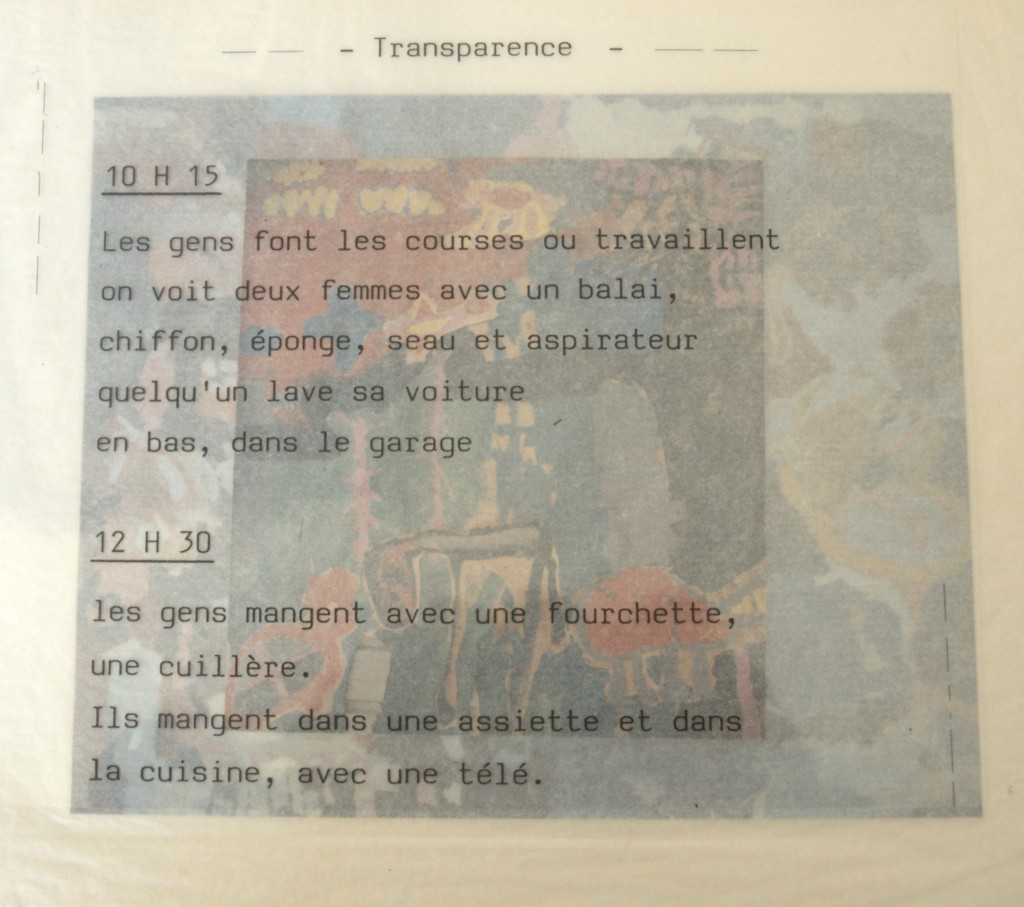 - Transparence -
10 H 15
Les gens font les courses ou travaillent
on voit deux femmes avec un balai,
chiffon, éponge, seau et aspirateur
quelqu'un lave sa voiture
en bas, dans le garage
12 H 30
les gens mangent avec une fourchette,
une cuillère.
Ils mangent dans une assiette et dans
la cuisine, avec une télé.